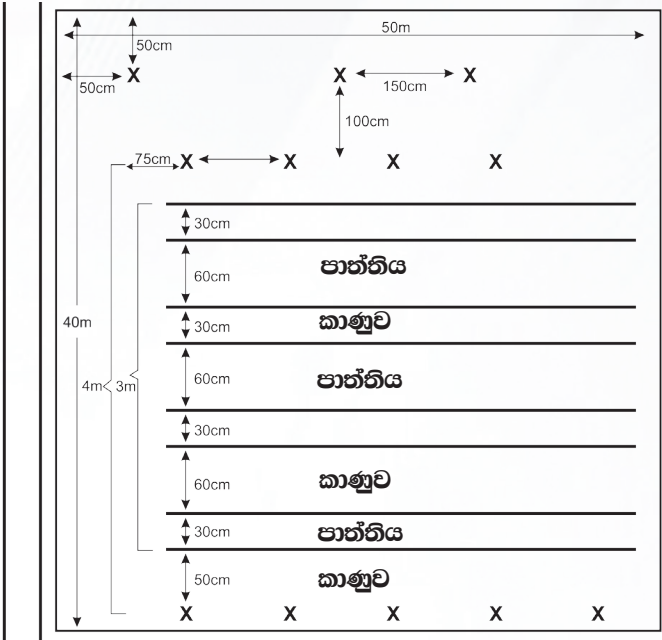 50m
50cm
50cm X X 150cm X
100cm
75cm X X X X
30cm
60cm පාත්තිය
40m
30cm කාණුව
4m 3m
60cm පාත්තිය
30cm
60cm කාණුව
30cm පාත්තිය
50cm කාණුව
X X X X X